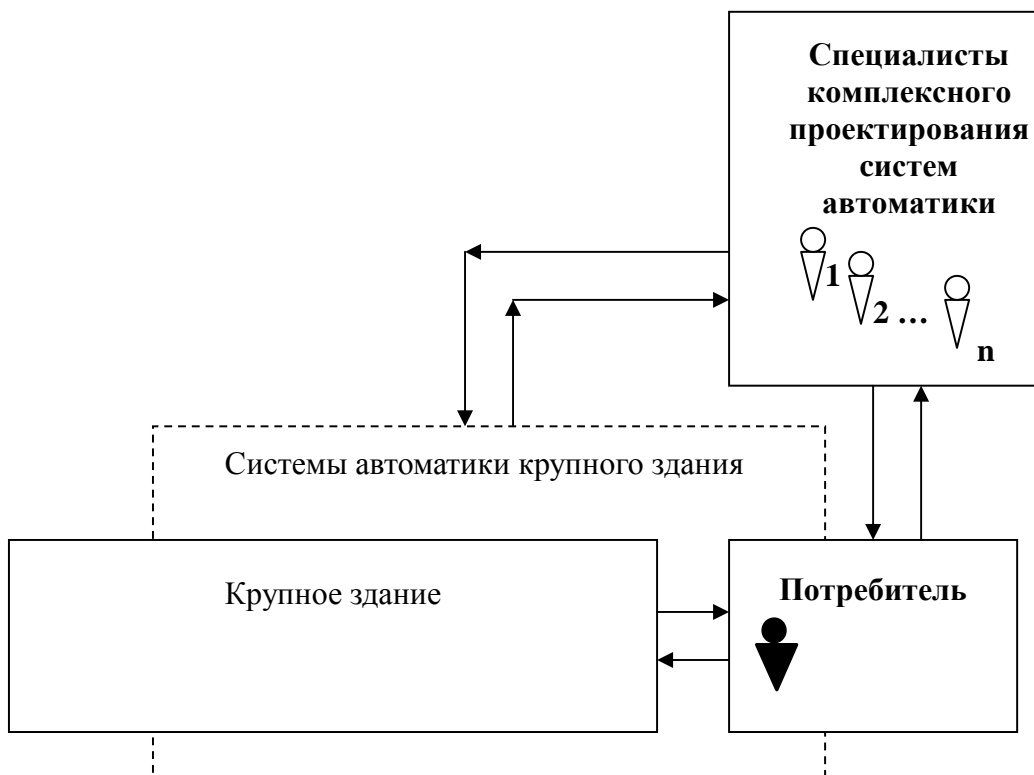 Специалисты
комплексного
проектирования
систем
автоматики
1
2 ...
n
Системы автоматики крупного здания
Крупное здание
Потребитель